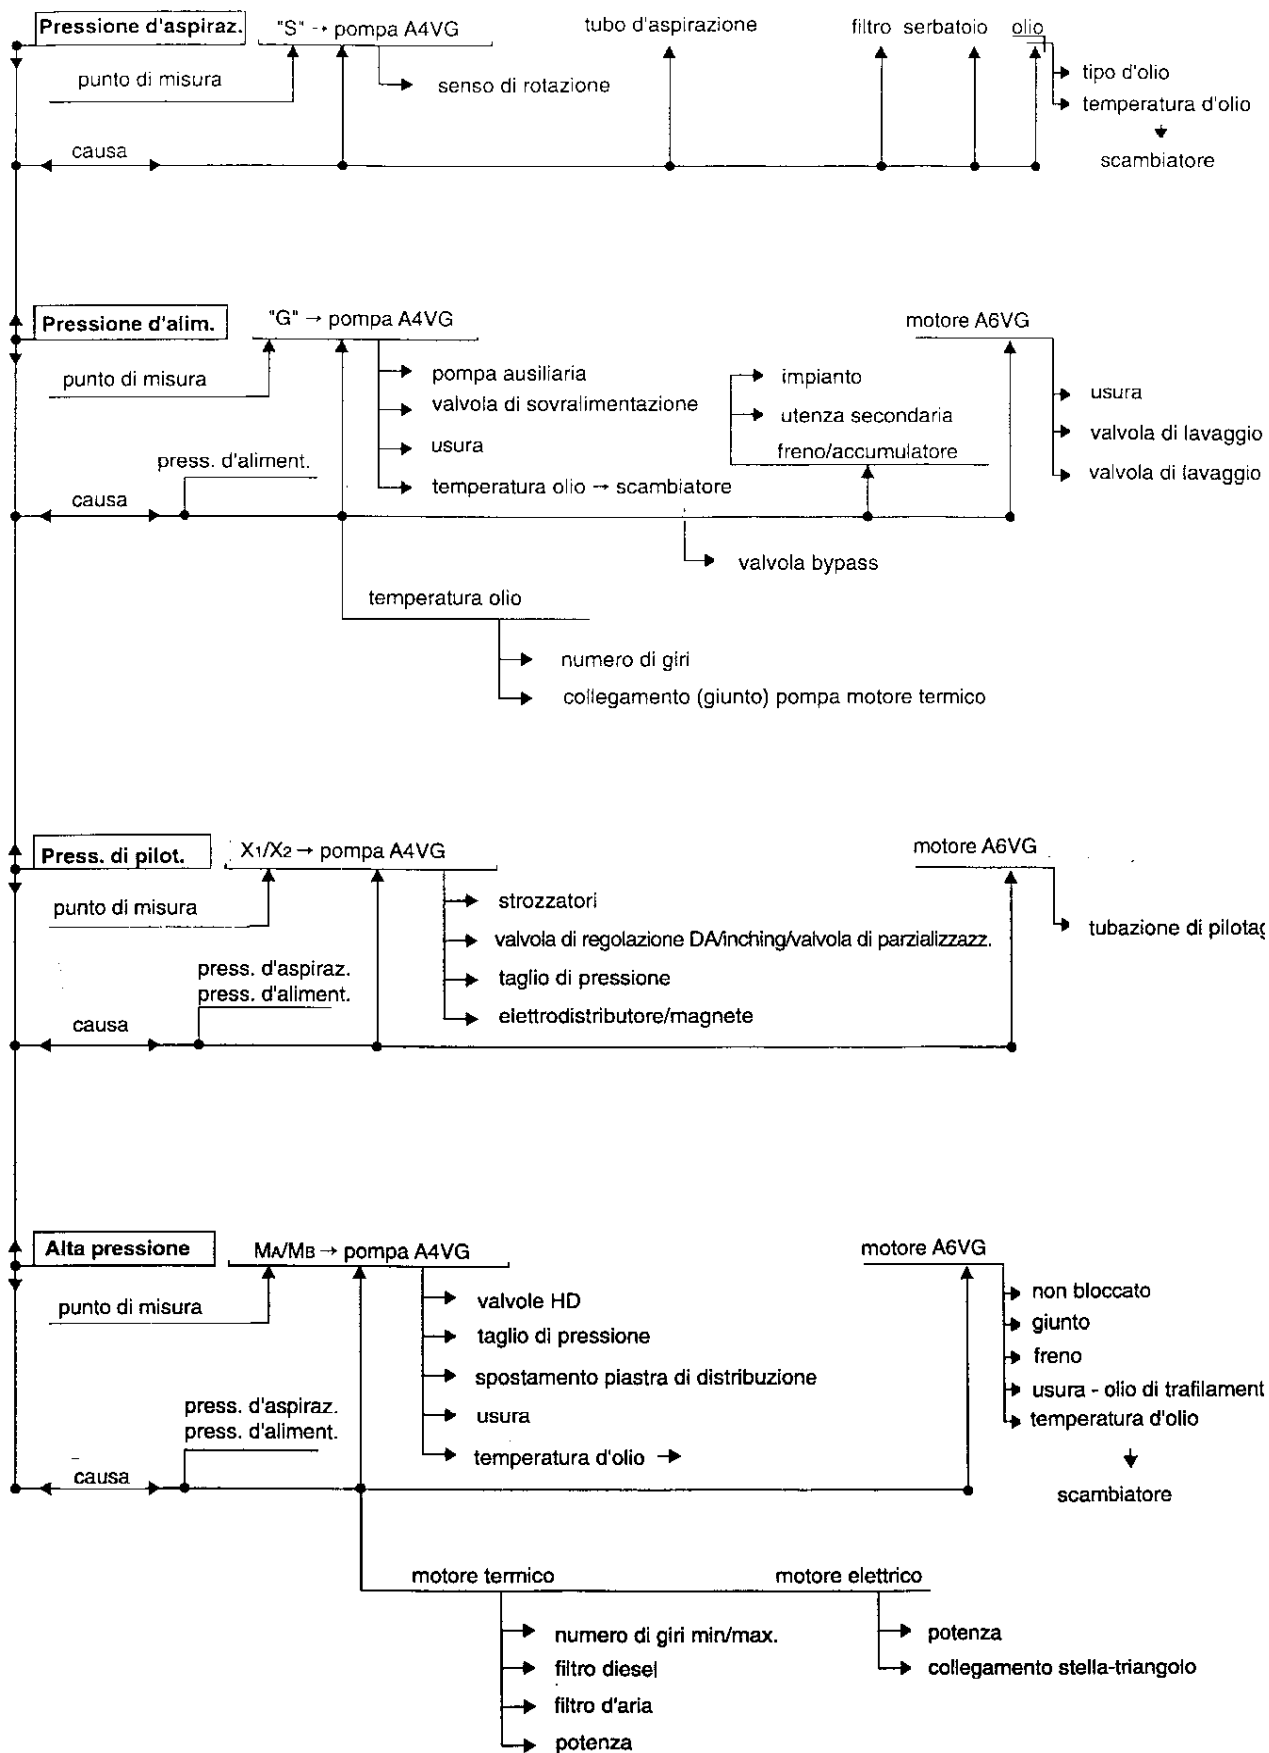 Pressione d'aspiraz.
"S" → pompa A4VG
tubo d'aspirazione
filtro serbatoio olio
punto di misura
senso di rotazione
tipo d'olio
temperatura d'olio
causa
scambiatore
Pressione d'alim.
"G" → pompa A4VG
motore A6VG
punto di misura
pompa ausiliaria
valvola di sovralimentazione
usura
temperatura olio → scambiatore
impianto
utenza secondaria
freno/accumulatore
usura
valvola di lavaggio
valvola di lavaggio
press. d'aliment.
causa
valvola bypass
temperatura olio
numero di giri
collegamento (giunto) pompa motore termico
Press. di pilot.
X1/X2 → pompa A4VG
motore A6VG
punto di misura
strozzatori
valvola di regolazione DA/inching/valvola di parzializzazz.
taglio di pressione
elettrodistributore/magnete
tubazione di pilotag
press. d'aspiraz.
press. d'aliment.
causa
Alta pressione
MA/MB → pompa A4VG
motore A6VG
punto di misura
valvole HD
taglio di pressione
spostamento piastra di distribuzione
usura
temperatura d'olio →
non bloccato
giunto
freno
usura - olio di trafilament
temperatura d'olio
scambiatore
press. d'aspiraz.
press. d'aliment.
causa
motore termico
motore elettrico
numero di giri min/max.
filtro diesel
filtro d'aria
potenza
potenza
collegamento stella-triangolo